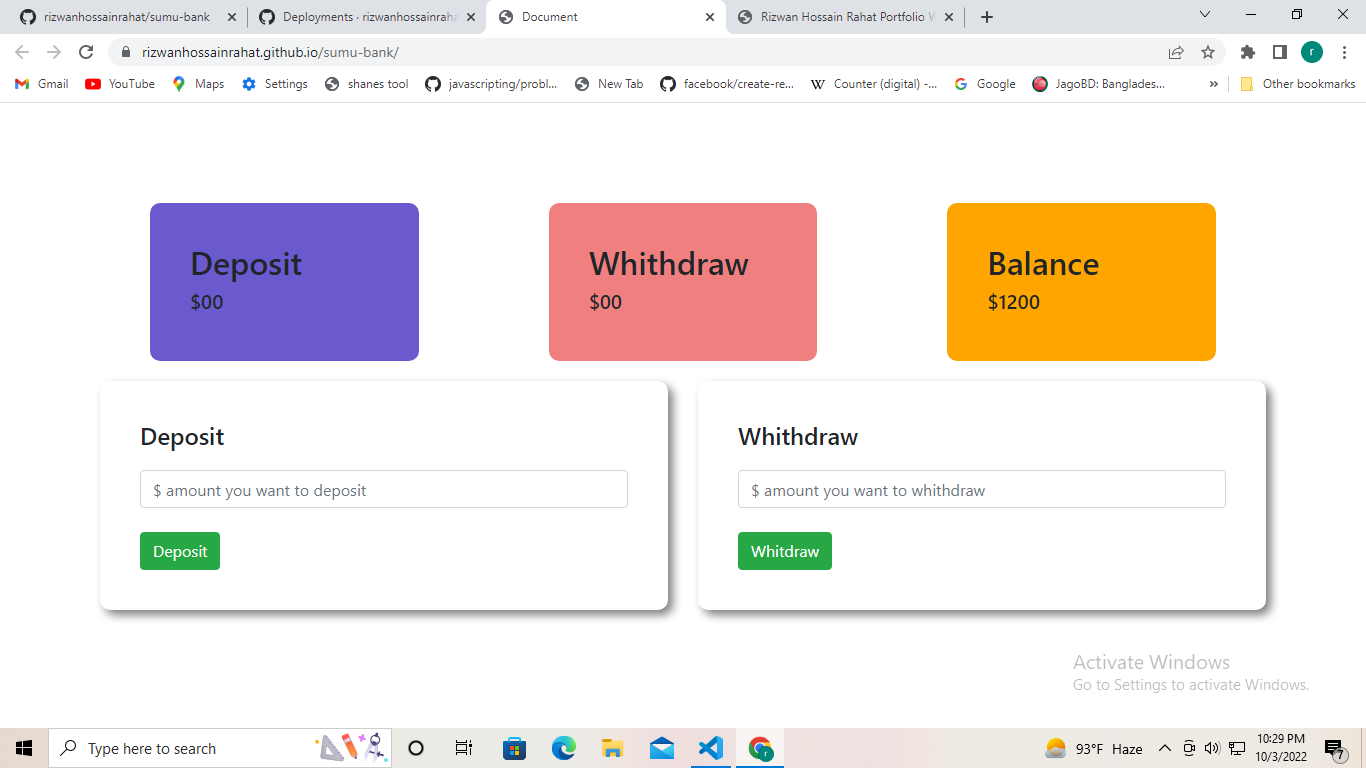 rizwanhossainrahat/sumu-bank
Deployments · rizwanhossainraha
Document
Rizwan Hossain Rahat Portfolio W
rizwanhossainrahat.github.io/sumu-bank/
r
Gmail
YouTube
Maps
Settings
shanes tool
javascripting/probl...
New Tab
facebook/create-re...
Counter (digital) -...
Google
JagoBD: Banglades...
»
Other bookmarks
Deposit
$00
Whithdraw
$00
Balance
$1200
Deposit
$ amount you want to deposit
Deposit
Whithdraw
$ amount you want to whithdraw
Whitdraw
Activate Windows
Go to Settings to activate Windows.
Type here to search
r
93°F Haze
10:29 PM
10/3/2022
7